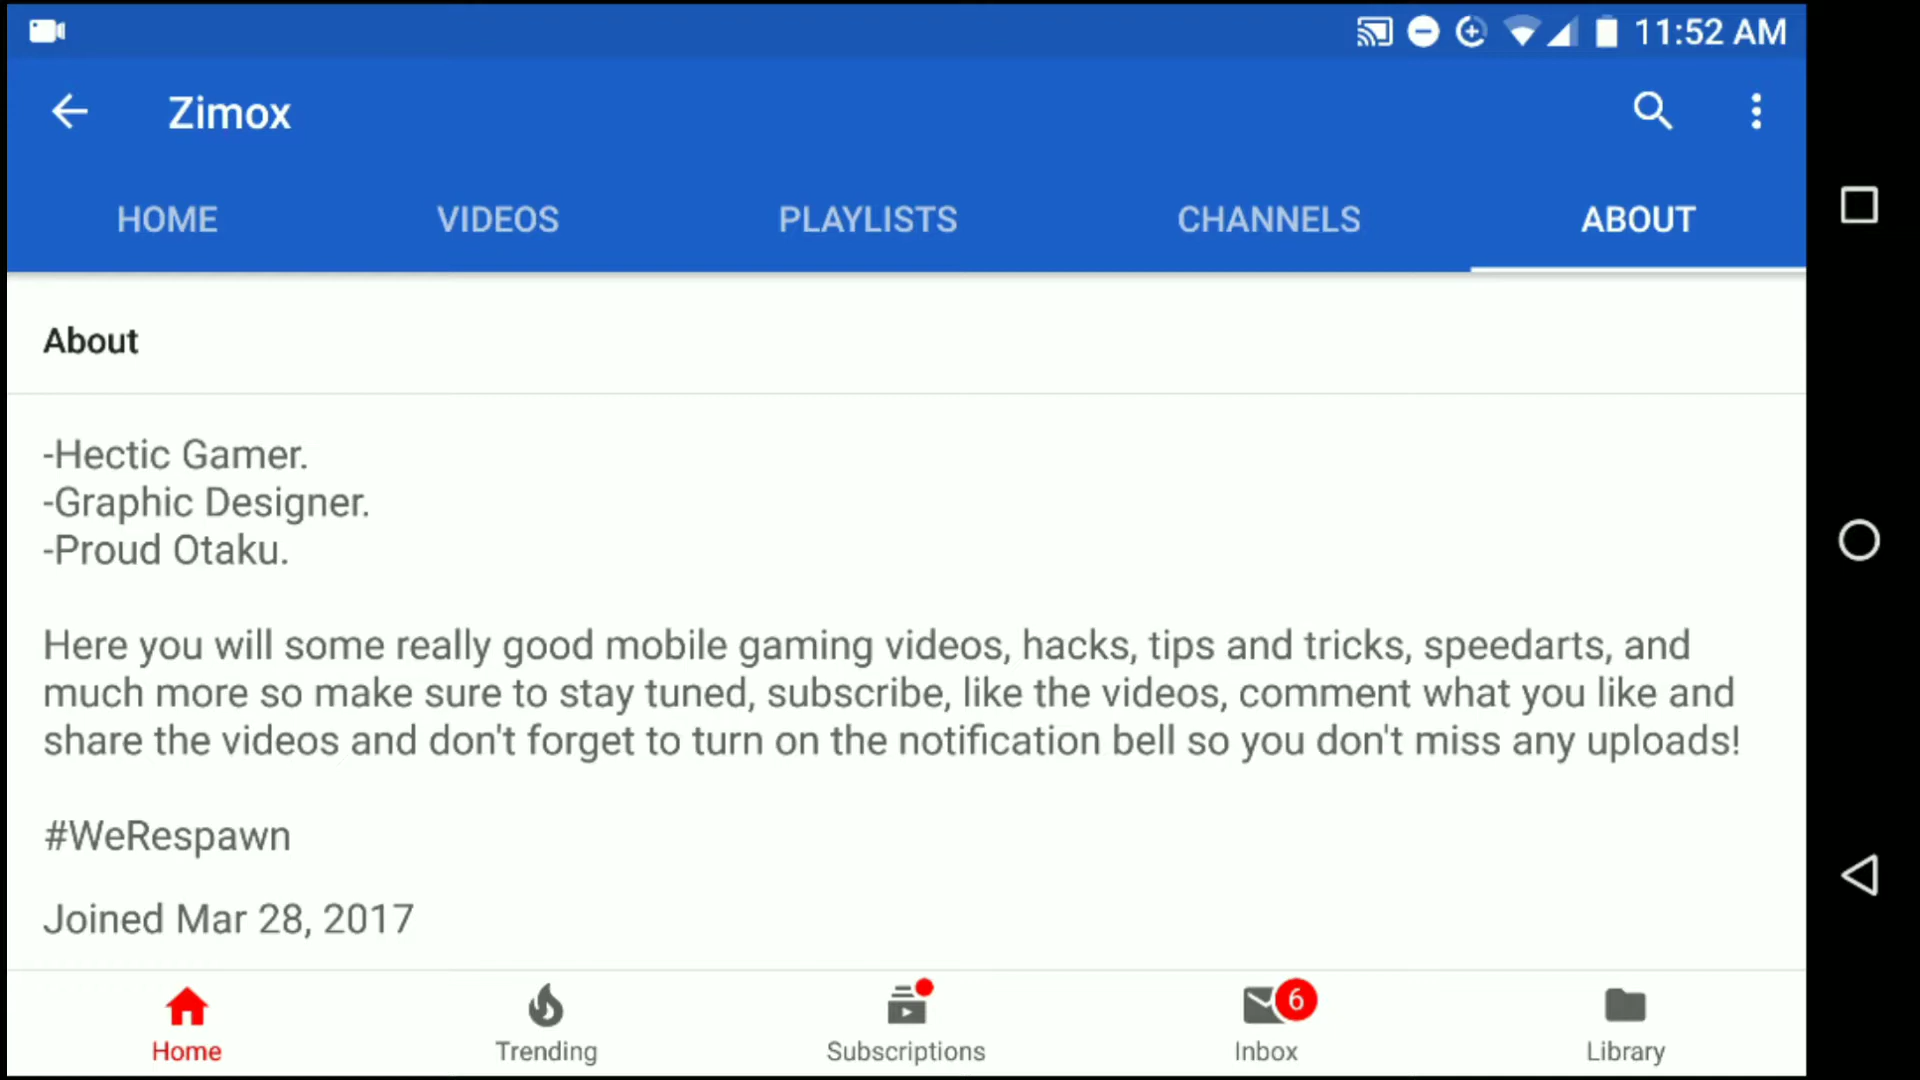 11:52 AM
Zimox
HOME VIDEOS PLAYLISTS CHANNELS ABOUT
About
-Hectic Gamer.
-Graphic Designer.
-Proud Otaku.
Here you will some really good mobile gaming videos, hacks, tips and tricks, speedarts, and
much more so make sure to stay tuned, subscribe, like the videos, comment what you like and
share the videos and don't forget to turn on the notification bell so you don't miss any uploads!
#WeRespawn
Joined Mar 28, 2017
6
Home Trending Subscriptions Inbox Library